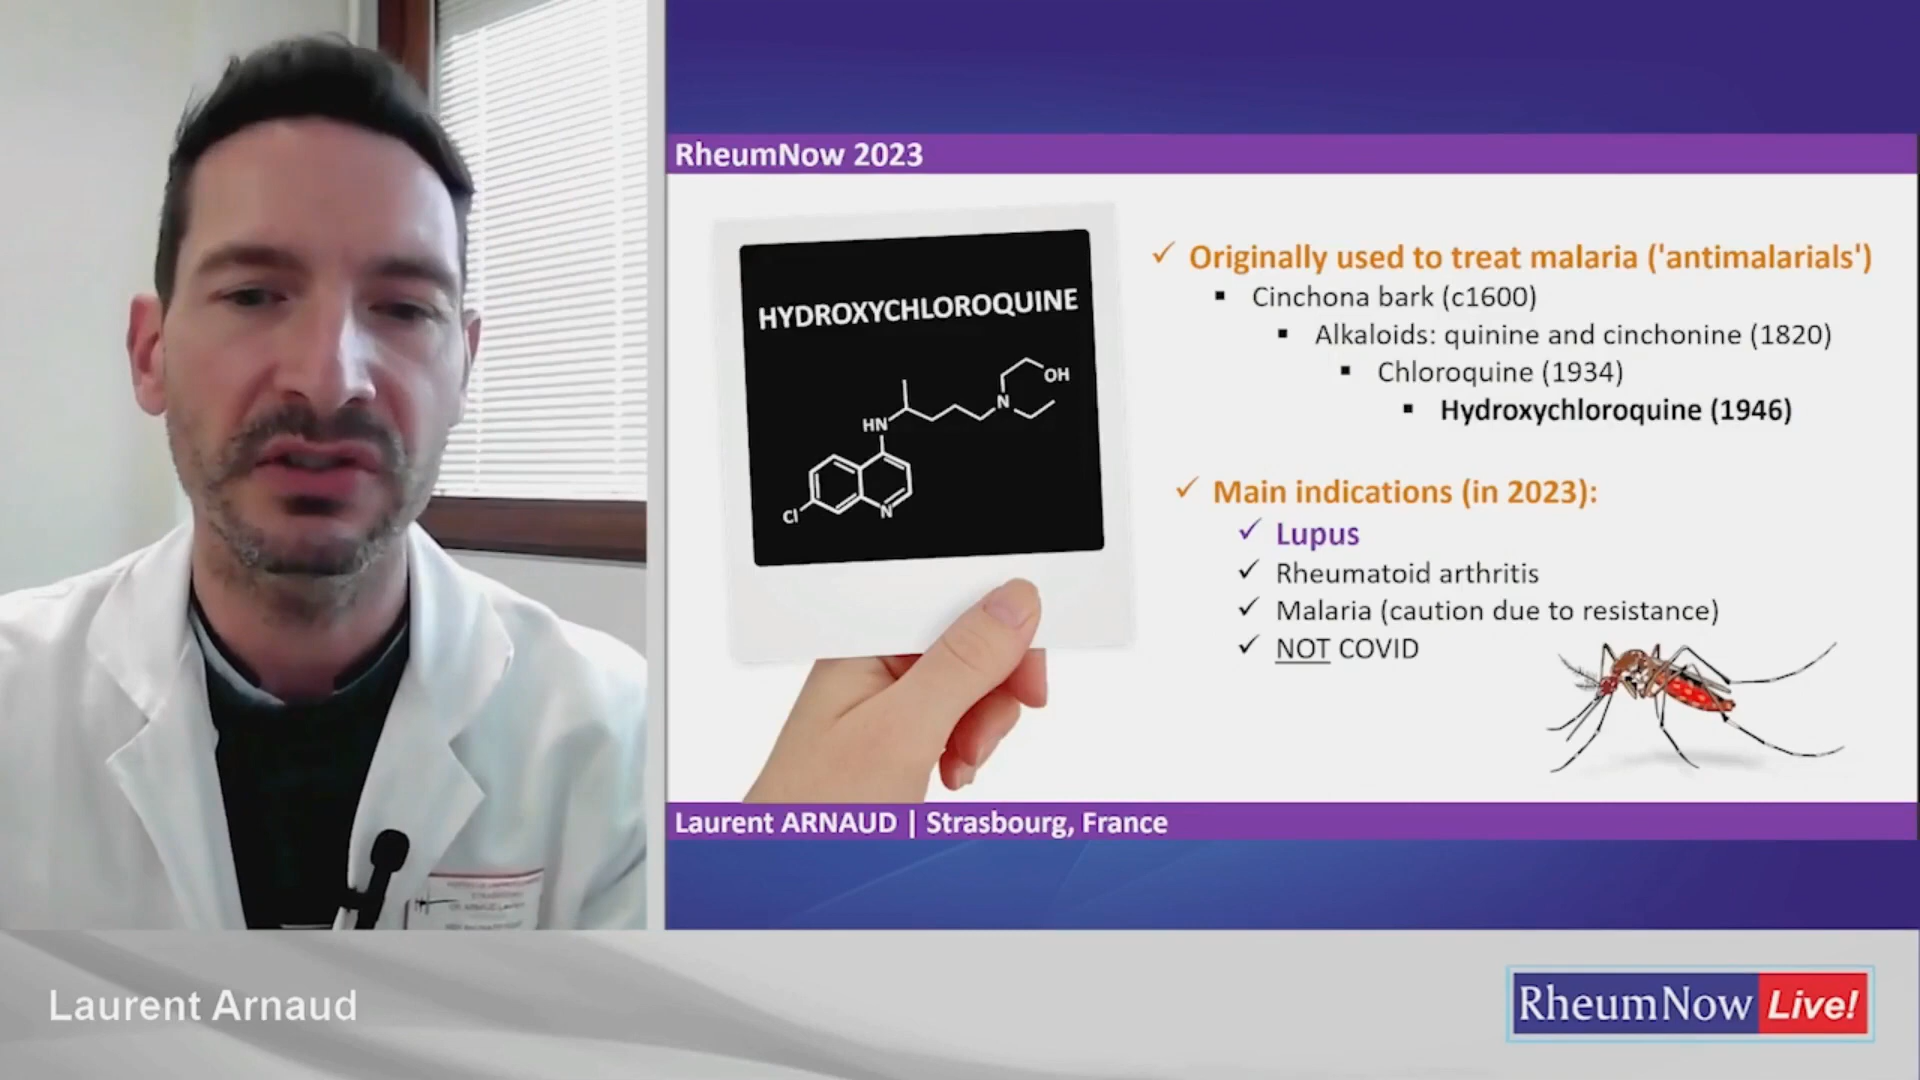 RheumNow 2023
HYDROXYCHLOROQUINE
OH
N
HN
Cl
N
Originally used to treat malaria ('antimalarials')
Cinchona bark (c1600)
Alkaloids: quinine and cinchonine (1820)
Chloroquine (1934)
Hydroxychloroquine (1946)
Main indications (in 2023):
Lupus
Rheumatoid arthritis
Malaria (caution due to resistance)
NOT COVID
Laurent ARNAUD | Strasbourg, France
Laurent Arnaud
RheumNow Live!